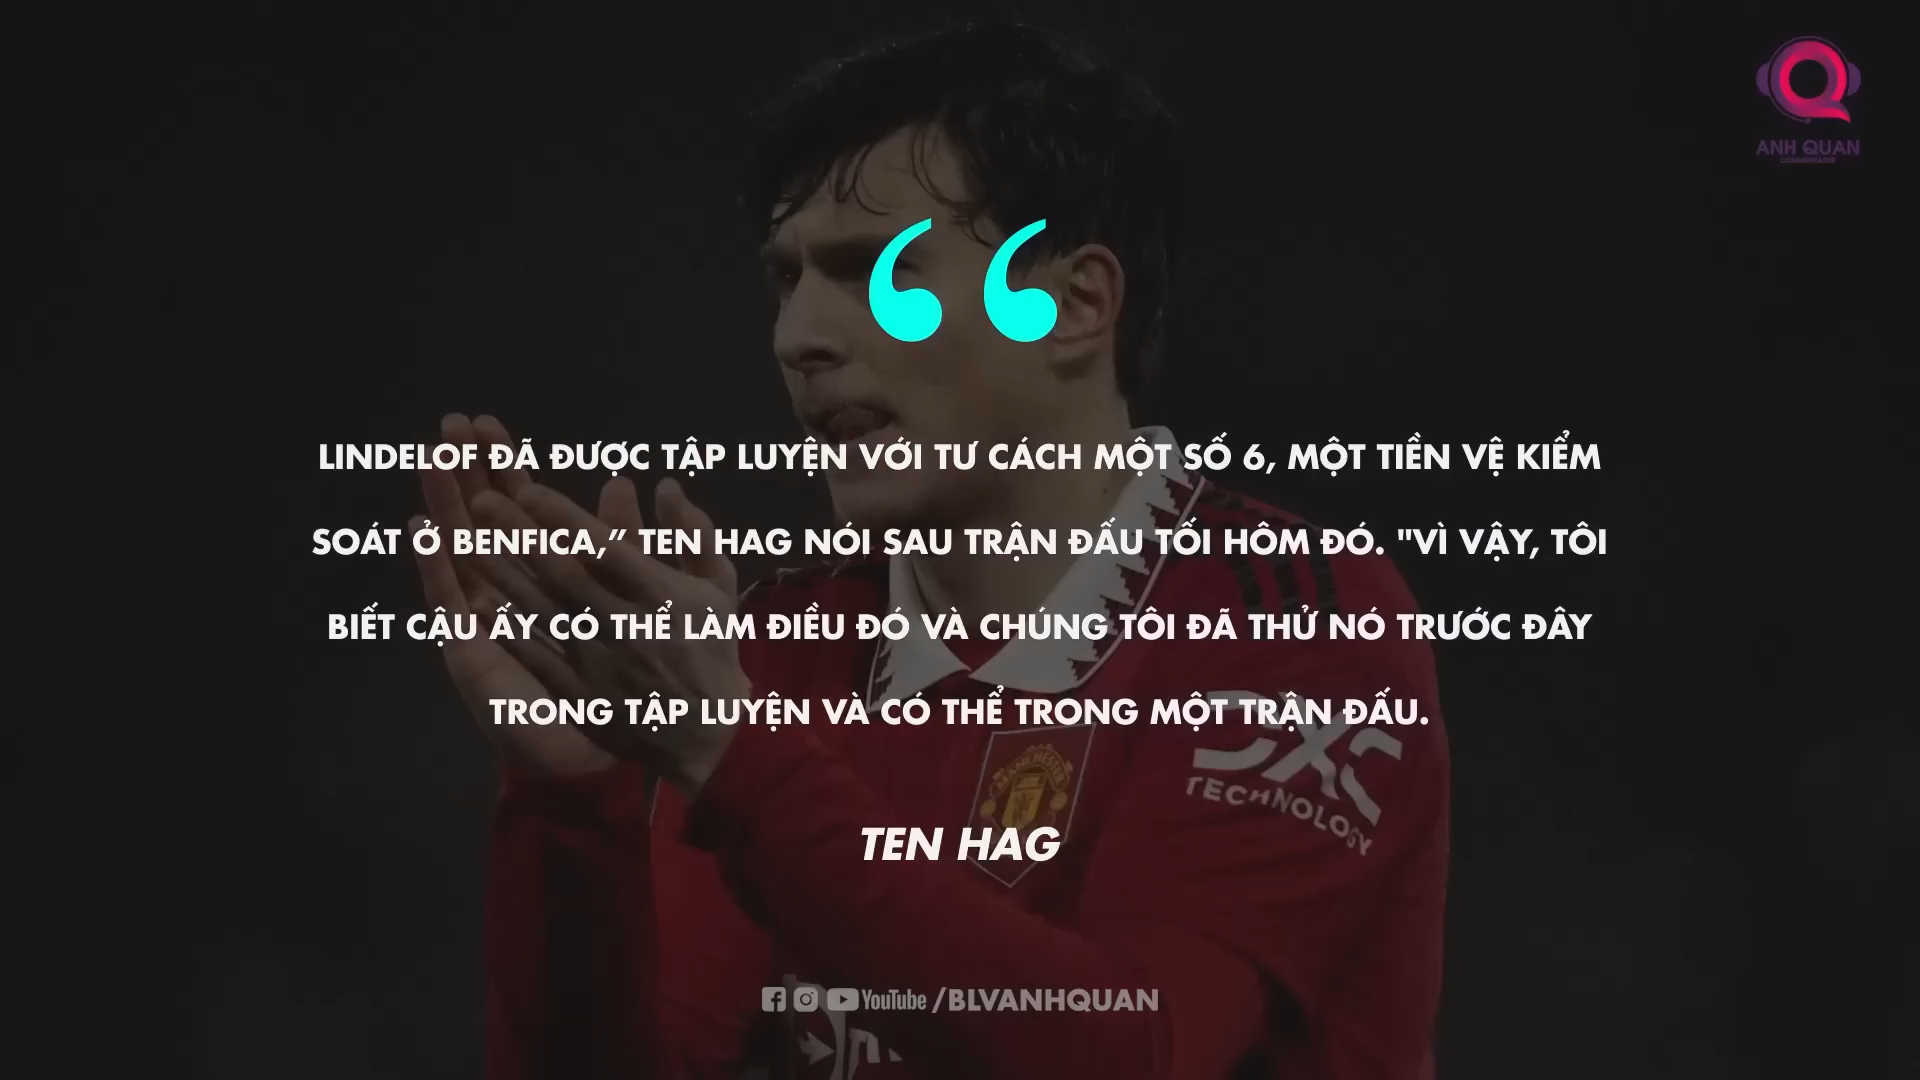 ANH QUAN
COMMENTATOR
“
LINDELOF ĐÃ ĐƯỢC TẬP LUYỆN VỚI TƯ CÁCH MỘT SỐ 6, MỘT TIỀN VỆ KIỂM
SOÁT Ở BENFICA,” TEN HAG NÓI SAU TRẬN ĐẤU TỐI HÔM ĐÓ. "VÌ VẬY, TÔI
BIẾT CẬU ẤY CÓ THỂ LÀM ĐIỀU ĐÓ VÀ CHÚNG TÔI ĐÃ THỬ NÓ TRƯỚC ĐÂY
TRONG TẬP LUYỆN VÀ CÓ THỂ TRONG MỘT TRẬN ĐẤU.
MANCHESTER
DXC
TECHNOLOGY
TEN HAG
YouTube /BLVANHQUAN